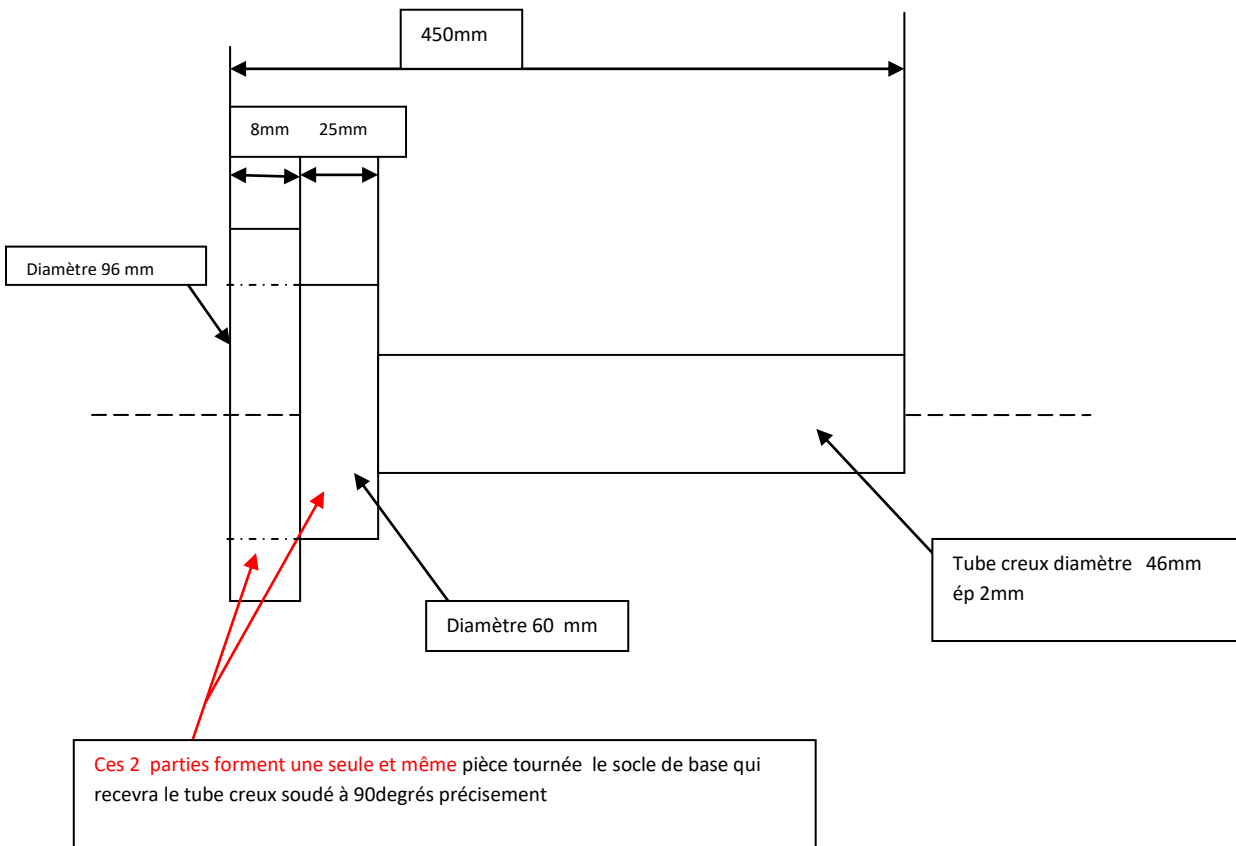 450mm
8mm 25mm
Diamètre 96 mm
Tube creux diamètre 46mm
ép 2mm
Diamètre 60 mm
Ces 2 parties forment une seule et même pièce tournée le socle de base qui
recevra le tube creux soudé à 90degrés précisement